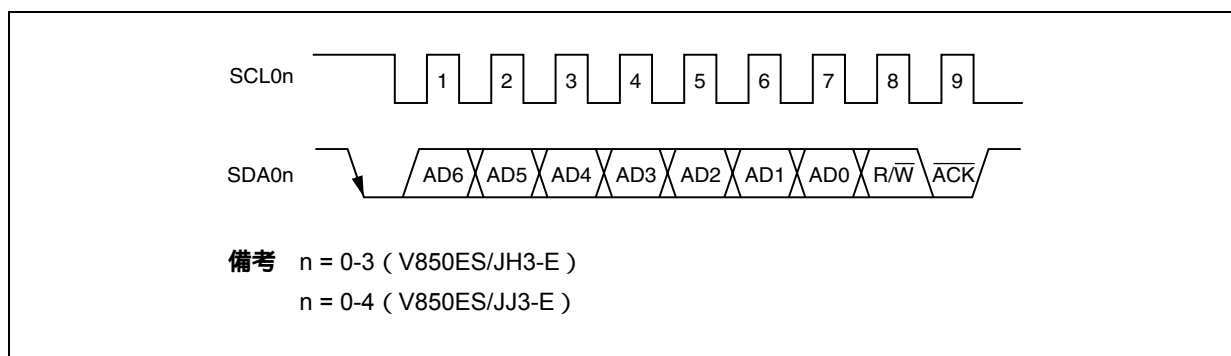 SCL0n 1 2 3 4 5 6 7 8 9
SDA0n AD6 AD5 AD4 AD3 AD2 AD1 AD0 R/W̅ A̅C̅K̅
備考 n = 0-3（V850ES/JH3-E）
n = 0-4（V850ES/JJ3-E）